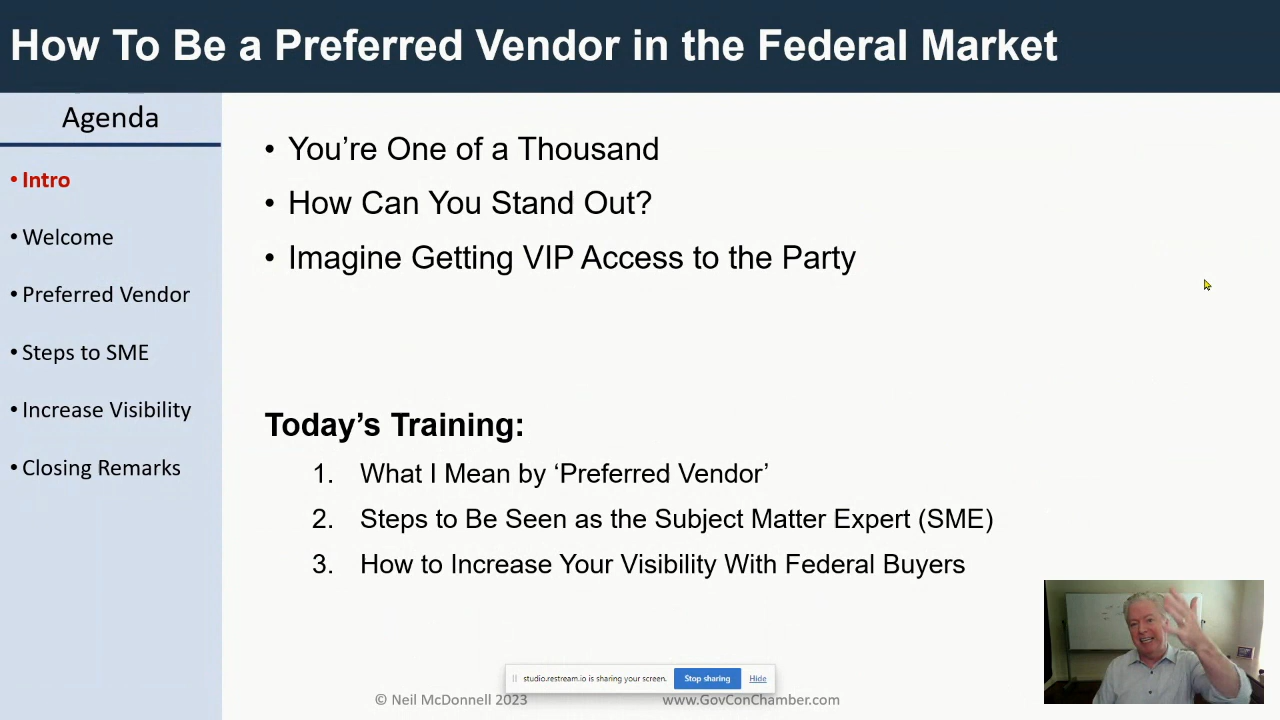 How To Be a Preferred Vendor in the Federal Market
Agenda
• Intro
• Welcome
• Preferred Vendor
• Steps to SME
• Increase Visibility
• Closing Remarks
• You’re One of a Thousand
• How Can You Stand Out?
• Imagine Getting VIP Access to the Party
Today’s Training:
1. What I Mean by ‘Preferred Vendor’
2. Steps to Be Seen as the Subject Matter Expert (SME)
3. How to Increase Your Visibility With Federal Buyers
studio.restream.io is sharing your screen. Stop sharing Hide
© Neil McDonnell 2023 www.GovConChamber.com